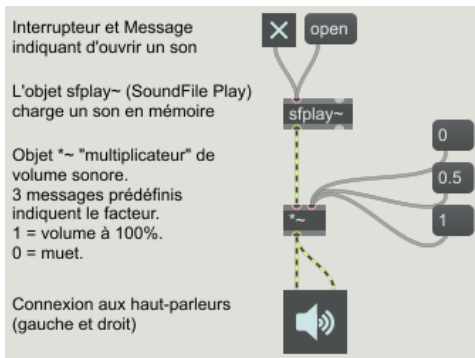 Interrupteur et Message
indiquant d'ouvrir un son
open
L'objet sfplay~ (SoundFile Play)
charge un son en mémoire
sfplay~
Objet *~ "multiplicateur" de
volume sonore.
3 messages prédéfinis
indiquent le facteur.
1 = volume à 100%.
0 = muet.
0
0.5
1
*~
Connexion aux haut-parleurs
(gauche et droit)